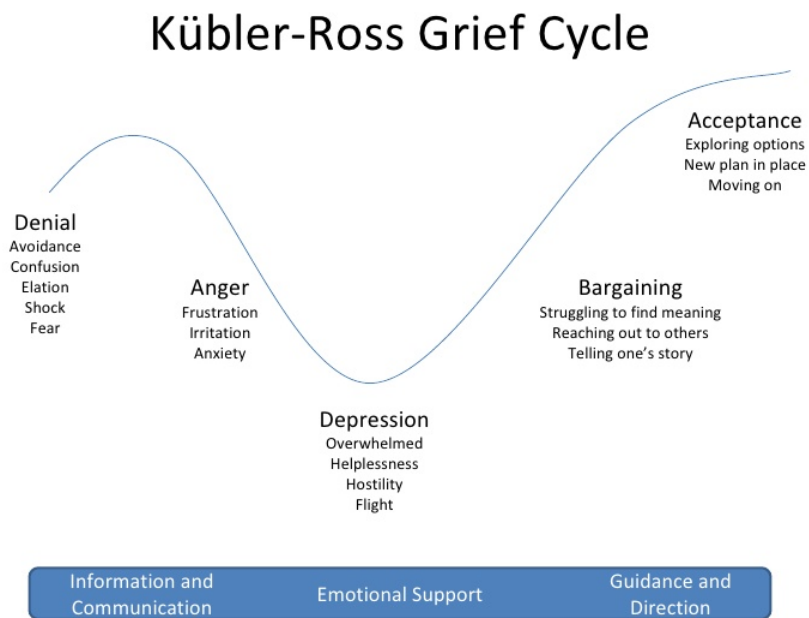 Kübler-Ross Grief Cycle
Denial
Avoidance
Confusion
Elation
Shock
Fear
Anger
Frustration
Irritation
Anxiety
Depression
Overwhelmed
Helplessness
Hostility
Flight
Bargaining
Struggling to find meaning
Reaching out to others
Telling one’s story
Acceptance
Exploring options
New plan in place
Moving on
Information and
Communication
Emotional Support
Guidance and
Direction